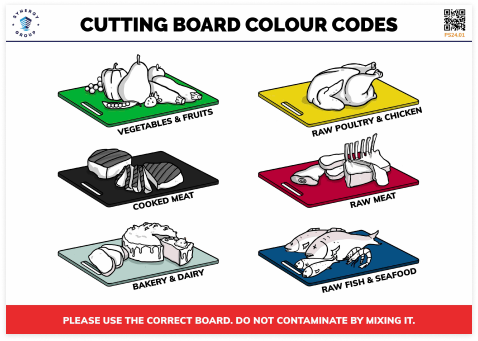 SYNERGY GROUP
CUTTING BOARD COLOUR CODES
FS24.01
VEGETABLES & FRUITS
RAW POULTRY & CHICKEN
COOKED MEAT
RAW MEAT
BAKERY & DAIRY
RAW FISH & SEAFOOD
PLEASE USE THE CORRECT BOARD. DO NOT CONTAMINATE BY MIXING IT.